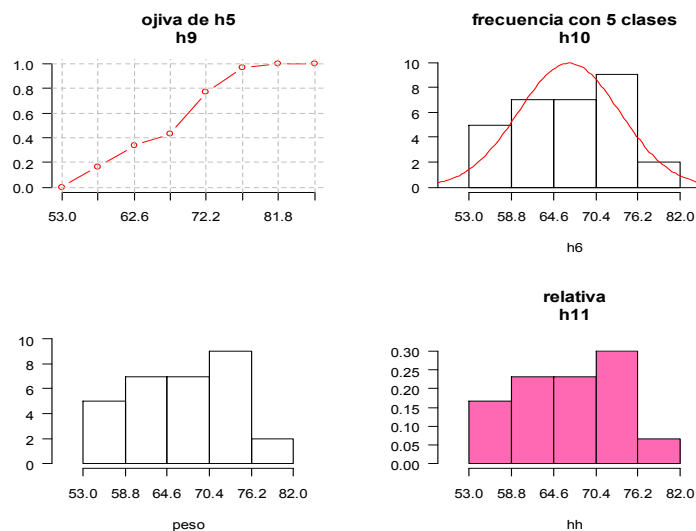 ojiva de h5
h9
1.0
0.8
0.6
0.4
0.2
0.0
53.0 62.6 72.2 81.8
frecuencia con 5 clases
h10
10
8
6
4
2
0
53.0 58.8 64.6 70.4 76.2 82.0
h6
10
8
6
4
2
0
53.0 58.8 64.6 70.4 76.2 82.0
peso
relativa
h11
0.30
0.25
0.20
0.15
0.10
0.05
0.00
53.0 58.8 64.6 70.4 76.2 82.0
hh